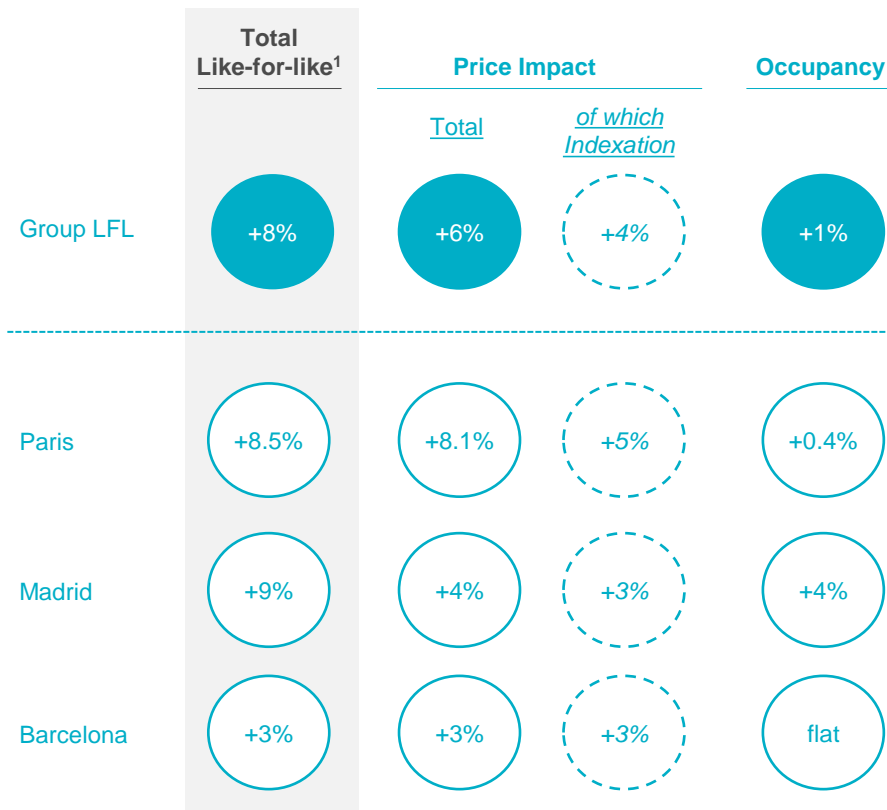 Total
Like-for-like1
Price Impact
Occupancy
Total
of which
Indexation
Group LFL
+8%
+6%
+4%
+1%
Paris
+8.5%
+8.1%
+5%
+0.4%
Madrid
+9%
+4%
+3%
+4%
Barcelona
+3%
+3%
+3%
flat